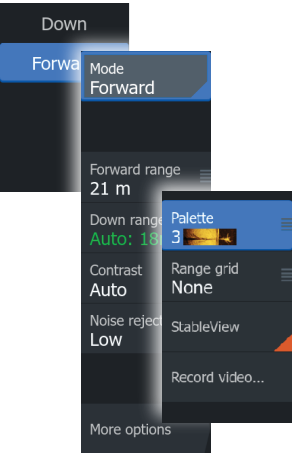 Down
Forwa
Mode
Forward
Forward range
21 m
Down range
Auto: 18
Contrast
Auto
Noise reject
Low
More options
Palette
3
Range grid
None
StableView
Record video...